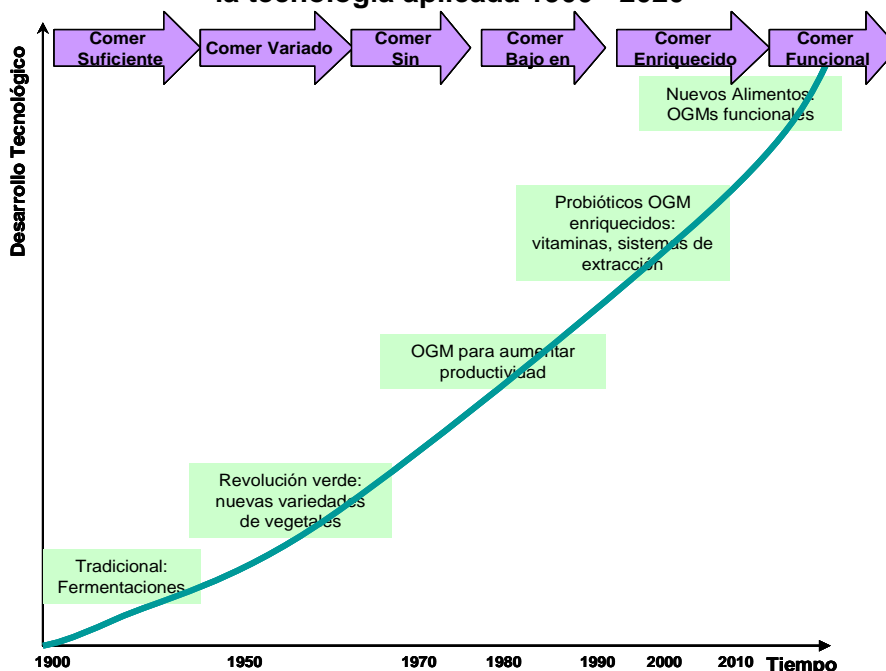 la tecnología aplicada 1900 - 2020
Comer
Suficiente
Comer Variado
Comer
Sin
Comer
Bajo en
Comer
Enriquecido
Comer
Funcional
Desarrollo Tecnológico
Nuevos Alimentos:
OGMs funcionales
Probióticos OGM
enriquecidos:
vitaminas, sistemas de
extracción
OGM para aumentar
productividad
Revolución verde:
nuevas variedades
de vegetales
Tradicional:
Fermentaciones
1900 1950 1970 1980 1990 2000 2010 Tiempo